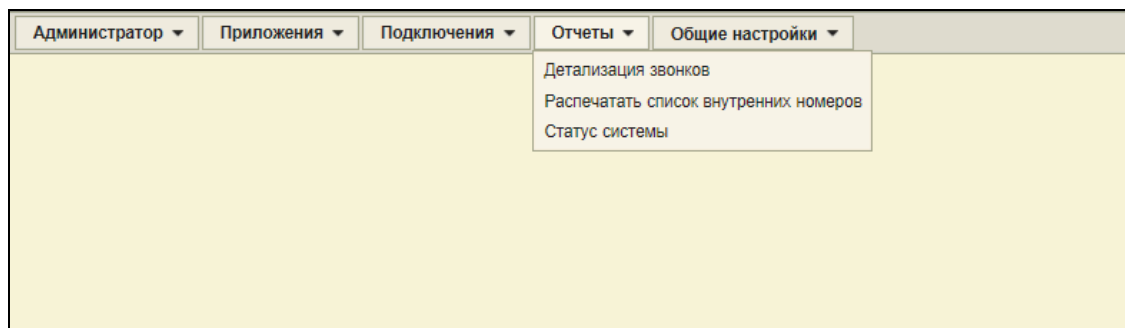 Администратор Приложения Подключения Отчеты Общие настройки
Детализация звонков
Распечатать список внутренних номеров
Статус системы